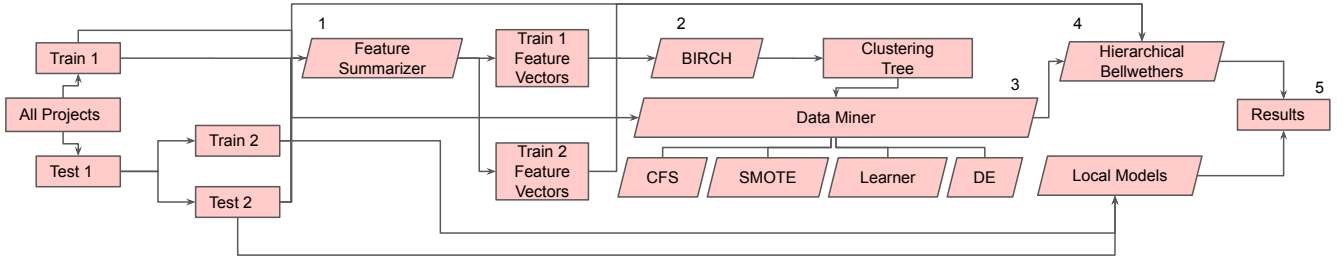 1
2
4
Train 1
Feature
Summarizer
Train 1
Feature
Vectors
BIRCH
Clustering
Tree
Hierarchical
Bellwethers
3
5
All Projects
Data Miner
Results
Train 2
Test 1
Train 2
Feature
Vectors
CFS
SMOTE
Learner
DE
Local Models
Test 2